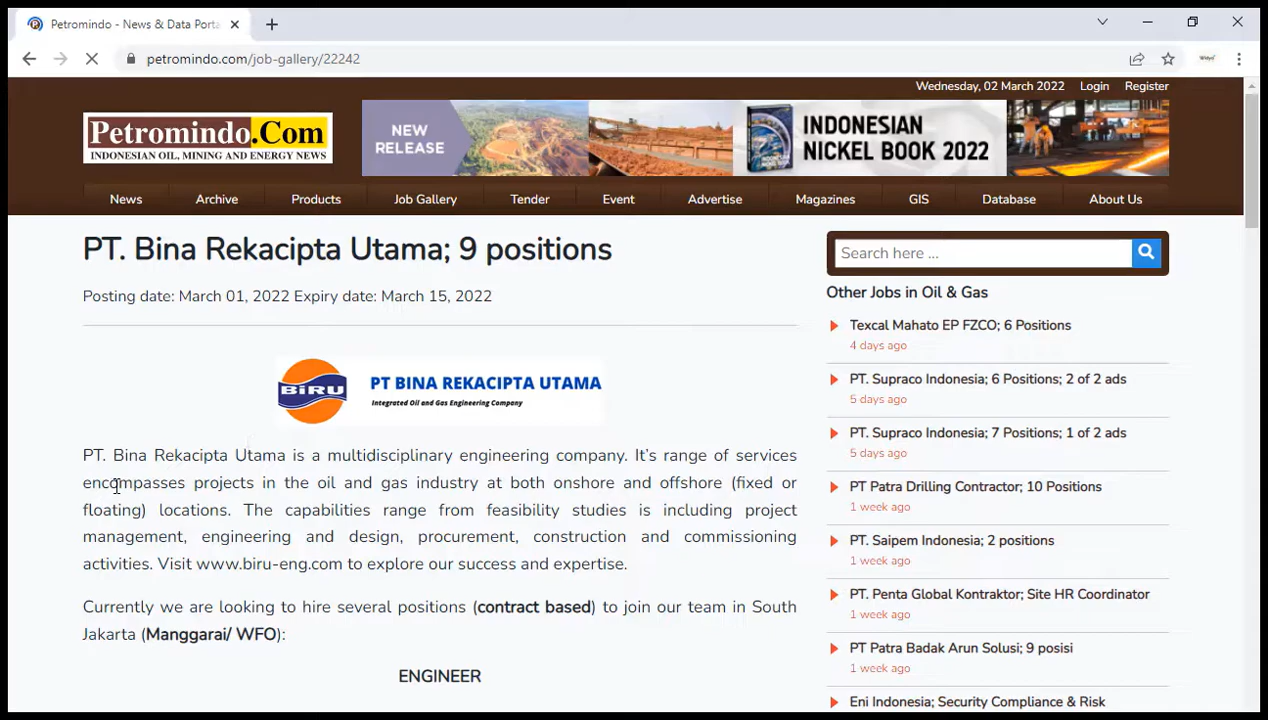 Petromindo - News & Data Porta
petromindo.com/job-gallery/22242
Wednesday, 02 March 2022 Login Register
Petromindo.Com
INDONESIAN OIL, MINING AND ENERGY NEWS
NEW
RELEASE
INDONESIAN
NICKEL BOOK 2022
News Archive Products Job Gallery Tender Event Advertise Magazines GIS Database About Us
PT. Bina Rekacipta Utama; 9 positions
Posting date: March 01, 2022 Expiry date: March 15, 2022
BiRU
PT BINA REKACIPTA UTAMA
Integrated Oil and Gas Engineering Company
PT. Bina Rekacipta Utama is a multidisciplinary engineering company. It's range of services
encompasses projects in the oil and gas industry at both onshore and offshore (fixed or
floating) locations. The capabilities range from feasibility studies is including project
management, engineering and design, procurement, construction and commissioning
activities. Visit www.biru-eng.com to explore our success and expertise.
Currently we are looking to hire several positions (contract based) to join our team in South
Jakarta (Manggarai/ WFO):
ENGINEER
Search here ...
Other Jobs in Oil & Gas
Texcal Mahato EP FZCO; 6 Positions
4 days ago
PT. Supraco Indonesia; 6 Positions; 2 of 2 ads
5 days ago
PT. Supraco Indonesia; 7 Positions; 1 of 2 ads
5 days ago
PT Patra Drilling Contractor; 10 Positions
1 week ago
PT. Saipem Indonesia; 2 positions
1 week ago
PT. Penta Global Kontraktor; Site HR Coordinator
1 week ago
PT Patra Badak Arun Solusi; 9 posisi
1 week ago
Eni Indonesia; Security Compliance & Risk